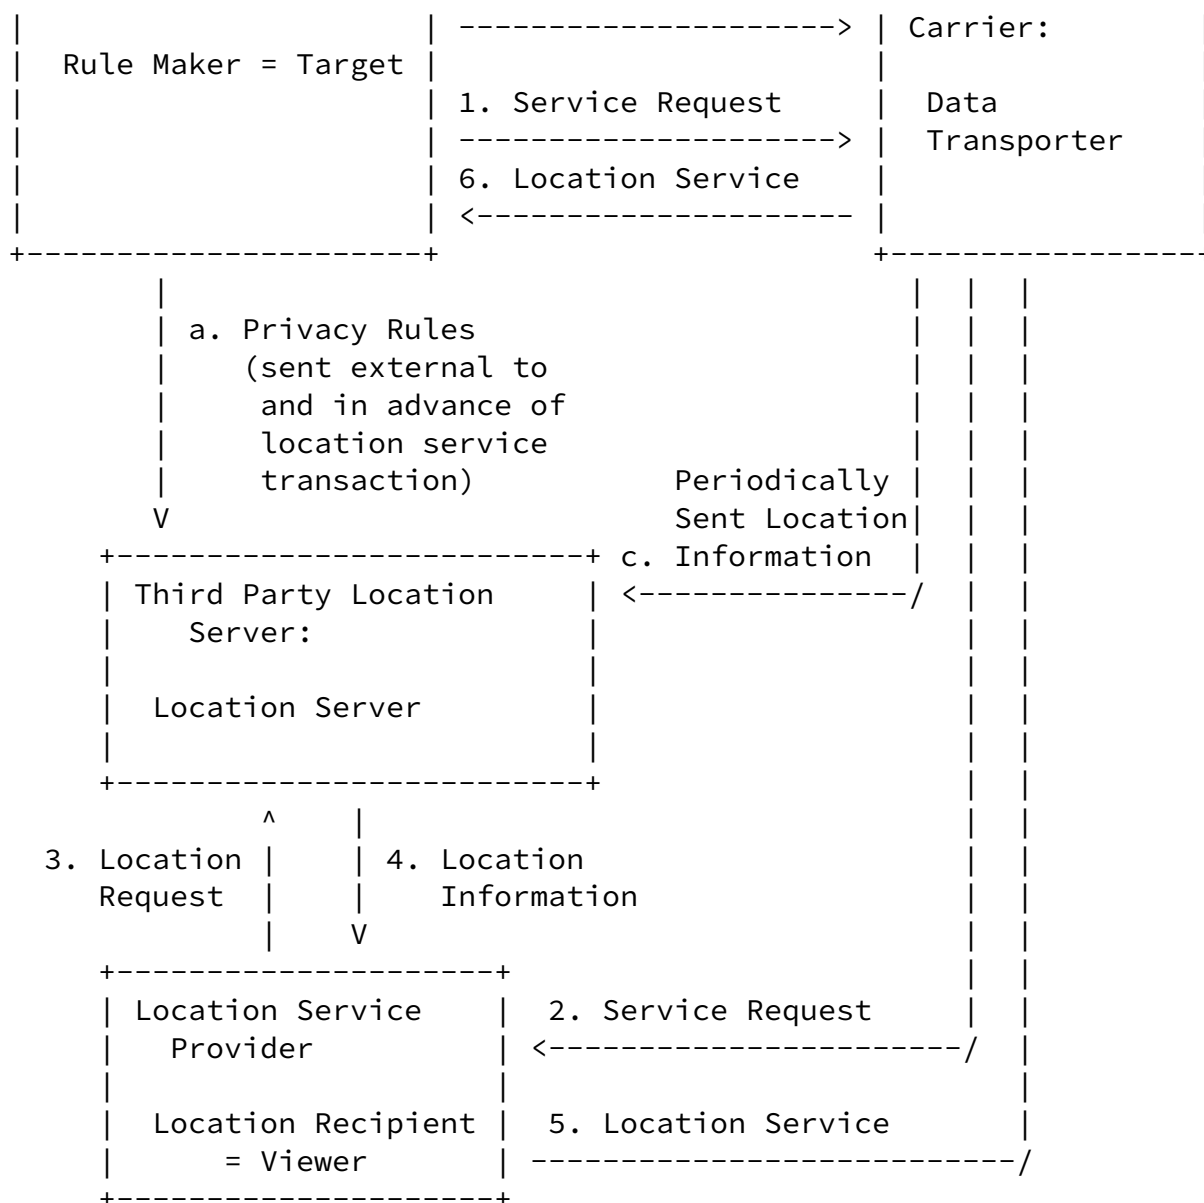 |                       | ---------------------> | Carrier:
|  Rule Maker = Target |                        |
|                       | 1. Service Request     |  Data
|                       | ---------------------> |  Transporter
|                       | 6. Location Service    |
|                       | <--------------------- |
+----------------------+                        +------------------
|                                         |  |  |
| a. Privacy Rules                        |  |  |
|    (sent external to                    |  |  |
|     and in advance of                   |  |  |
|     location service                    |  |  |
|     transaction)           Periodically |  |  |
V                            Sent Location|  |  |
+--------------------------+ c. Information  |  |  |
| Third Party Location     | <---------------/  |  |
|    Server:               |                    |  |
|                          |                    |  |
|  Location Server         |                    |  |
|                          |                    |  |
+--------------------------+                    |  |
^    |                                  |  |
3. Location |    | 4. Location                      |  |
Request  |    |    Information                   |  |
|    V                                  |  |
+---------------------+                         |  |
| Location Service    |  2. Service Request     |  |
|   Provider          | <-----------------------/  |
|                     |                            |
|  Location Recipient |  5. Location Service       |
|      = Viewer       | ---------------------------/
+---------------------+